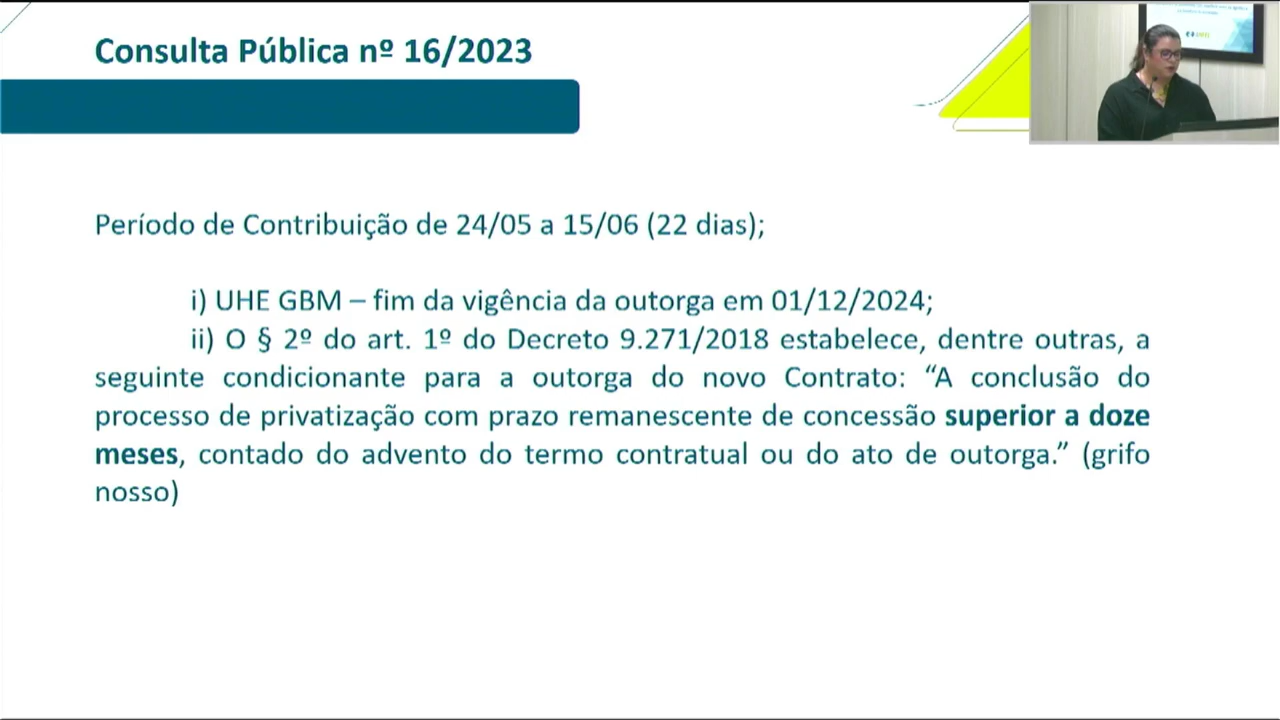 Consulta Pública nº 16/2023
Período de Contribuição de 24/05 a 15/06 (22 dias);
i) UHE GBM – fim da vigência da outorga em 01/12/2024;
ii) O § 2º do art. 1º do Decreto 9.271/2018 estabelece, dentre outras, a
seguinte condicionante para a outorga do novo Contrato: “A conclusão do
processo de privatização com prazo remanescente de concessão superior a doze
meses, contado do advento do termo contratual ou do ato de outorga.” (grifo
nosso)